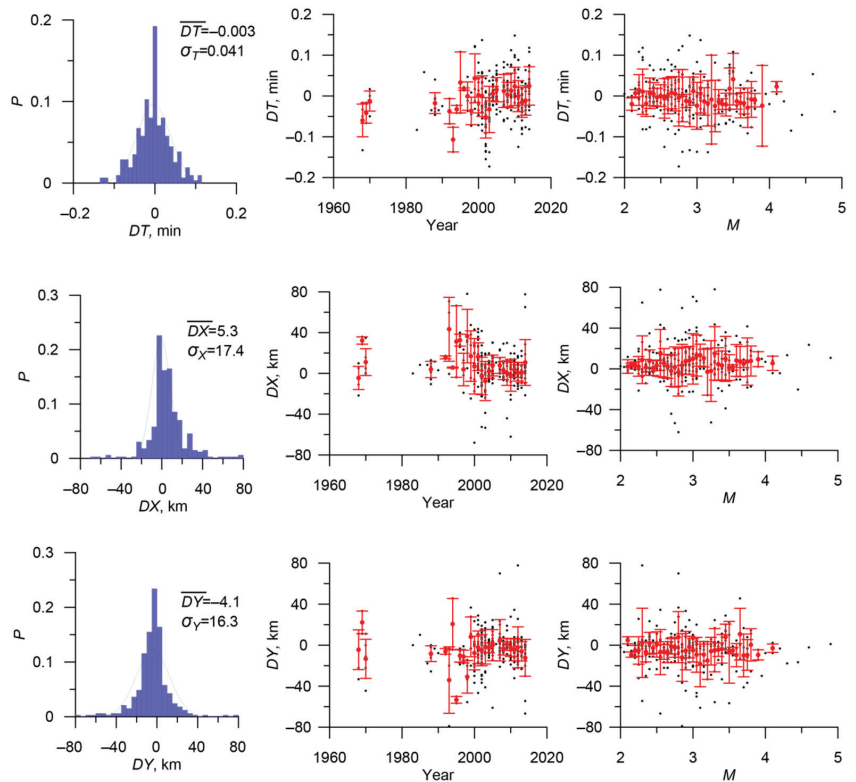 0.2
0.1
0
P
D̅T̅=–0.003
σT=0.041
–0.2 0 0.2
DT, min
0.2
0.1
0
–0.1
–0.2
DT, min
1960 1980 2000 2020
Year
0.2
0.1
0
–0.1
–0.2
DT, min
2 3 4 5
M
0.3
0.2
0.1
0
P
D̅X̅=5.3
σX=17.4
–80 –40 0 40 80
DX, km
80
40
0
–40
–80
DX, km
1960 1980 2000 2020
Year
80
40
0
–40
–80
DX, km
2 3 4 5
M
0.3
0.2
0.1
0
P
D̅Y̅=–4.1
σY=16.3
–80 –40 0 40 80
DY, km
80
40
0
–40
–80
DY, km
1960 1980 2000 2020
Year
80
40
0
–40
–80
DY, km
2 3 4 5
M